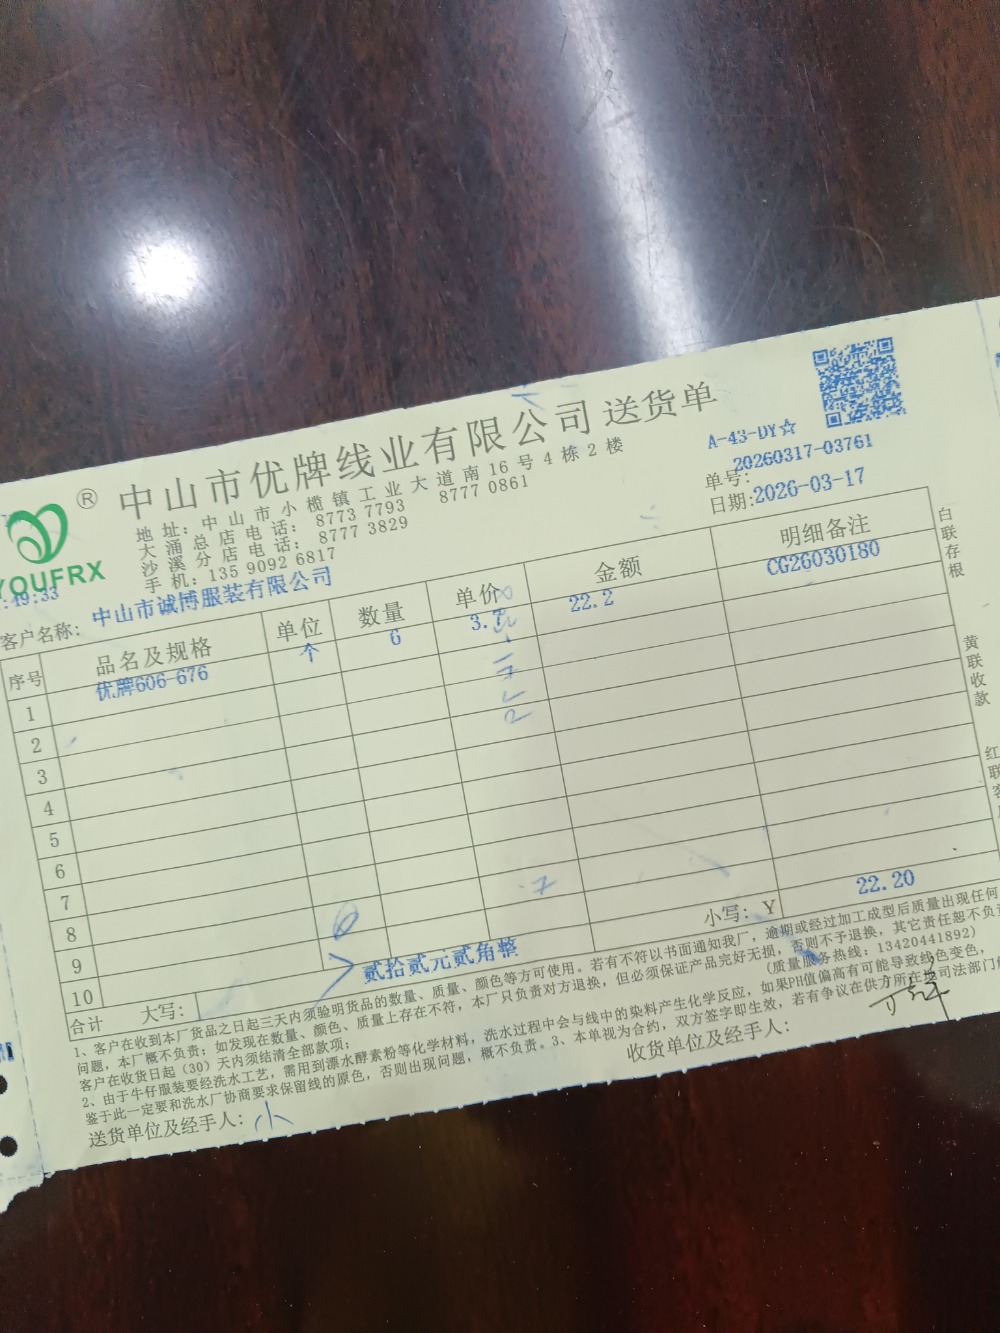 ® 中山市优牌线业有限公司 送货单
YOUFRX
地址：中山市小榄镇工业大道南16号4栋2楼
大涌总店电话：8773 7793 8777 0861
沙溪分店电话：8777 3829
手机：135 9092 6817
A-43-DY☆
单号：20260317-03761
日期：2026-03-17
:49:33
客户名称：中山市诚博服装有限公司
序号 品名及规格 单位 数量 单价 金额 明细备注
1 优牌606-676 个 6 3.7 22.2 CG26030180
2
3
4
5
6
7
8
9
10
合计 大写：贰拾贰元贰角整 小写：Y 22.20
1、客户在收到本厂货品之日起三天内须验明货品的数量、质量、颜色等方可使用。若有不符以书面通知我厂，逾期或经过加工成型后质量出现任何
问题，本厂概不负责；如发现在数量、颜色、质量上存在不符，本厂只负责对方退换，但必须保证产品完好无损，否则不予退换，其它责任恕不负
客户在收货日起（30）天内须结清全部款项； （质量服务热线：13420441892）
2、由于牛仔服装要经洗水工艺，需用到漂水酵素粉等化学材料，洗水过程中会与线中的染料产生化学反应，如果PH值偏高有可能导致线色变色，
鉴于此一定要和洗水厂协商要求保留线的原色，否则出现问题，概不负责。3、本单视为合约，双方签字即生效，若有争议在供方所在地司法部门
送货单位及经手人：小
收货单位及经手人：
白联存根
黄联收款
红联客